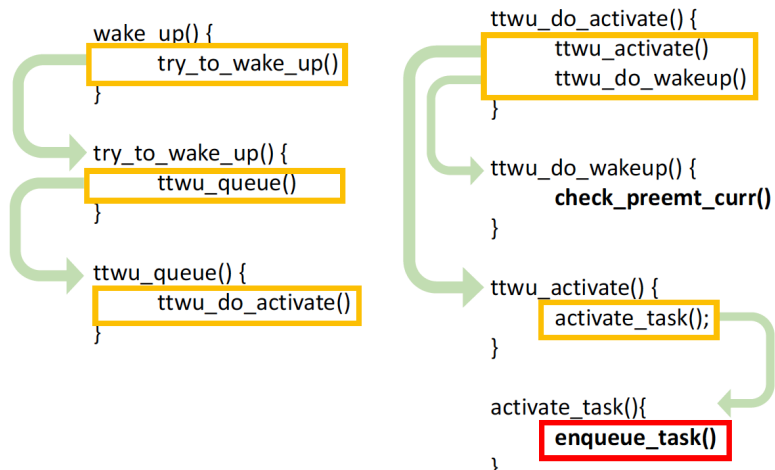 wake_up() {
try_to_wake_up()
}
try_to_wake_up() {
ttwu_queue()
}
ttwu_queue() {
ttwu_do_activate()
}
ttwu_do_activate() {
ttwu_activate()
ttwu_do_wakeup()
}
ttwu_do_wakeup() {
check_preemt_curr()
}
ttwu_activate() {
activate_task();
}
activate_task(){
enqueue_task()
}